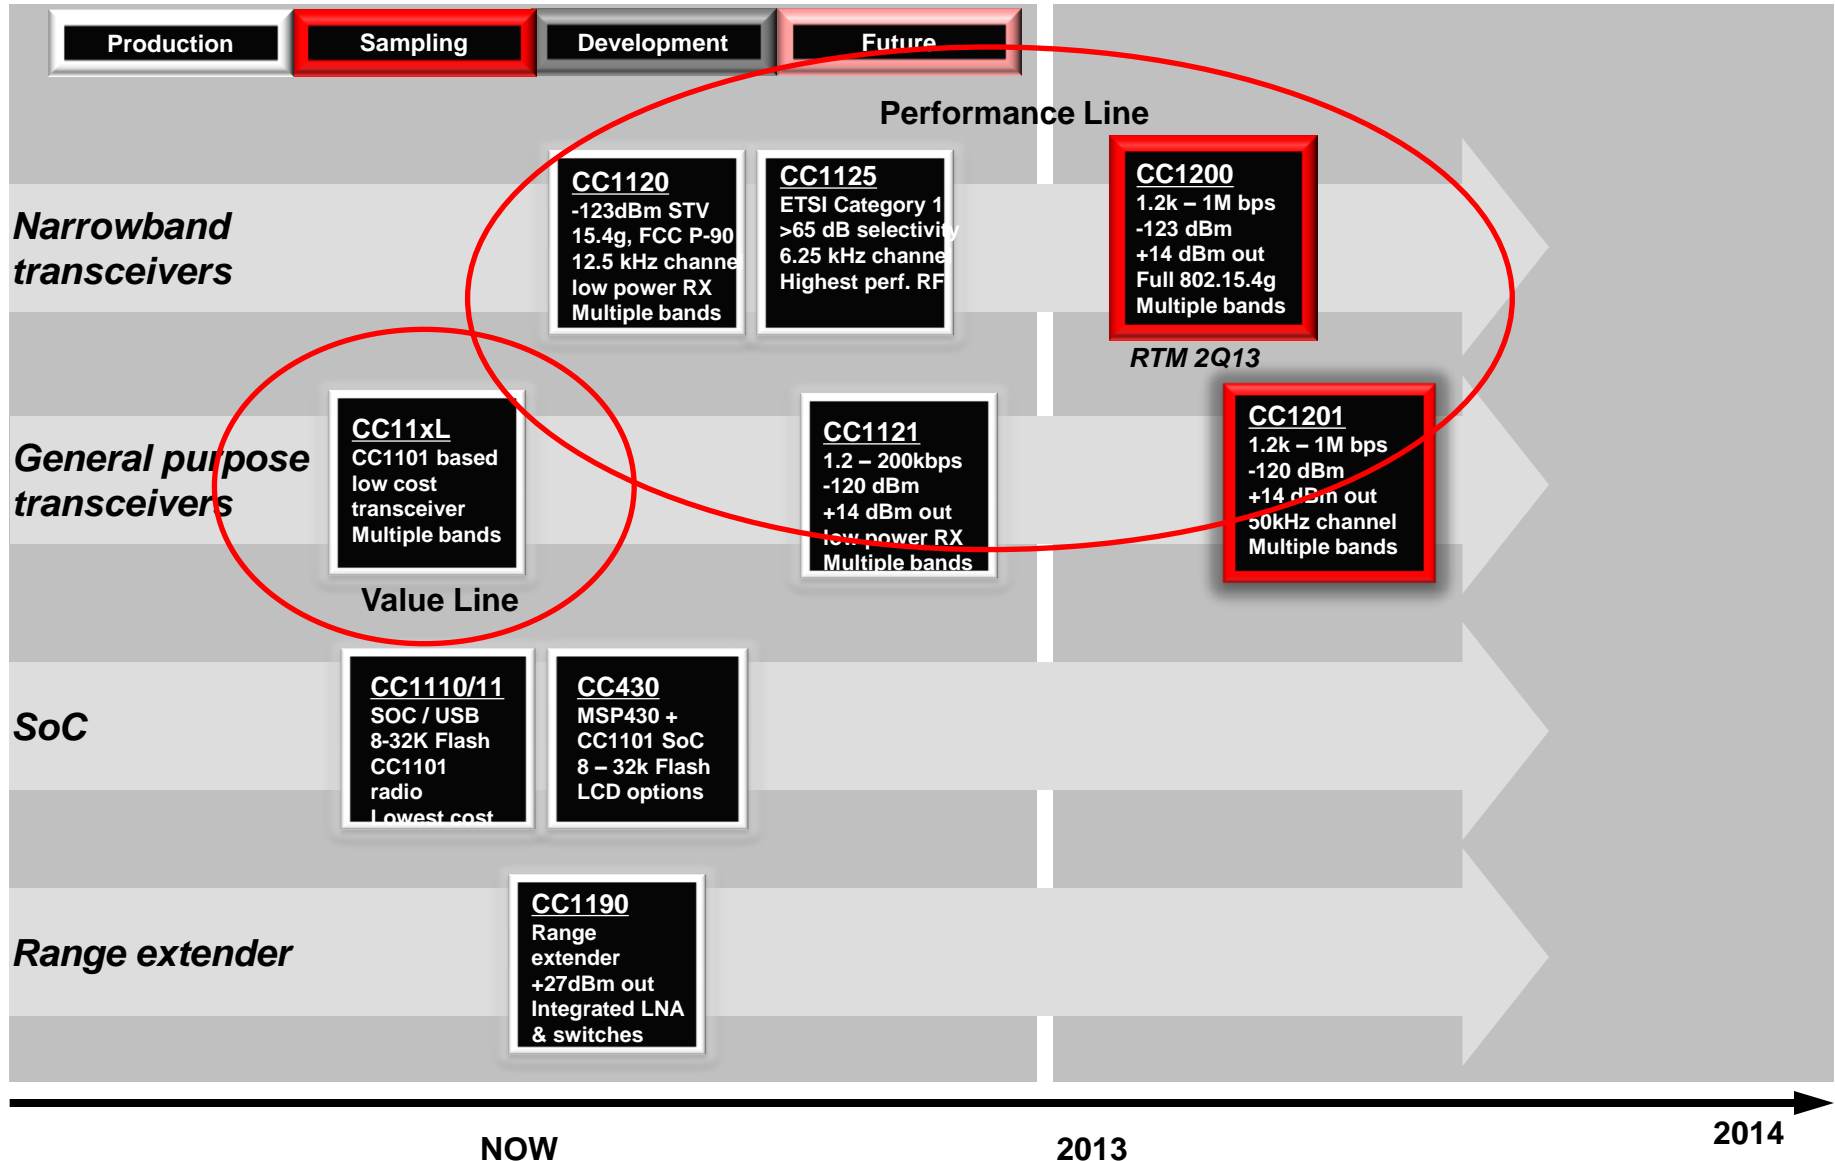 Production
Sampling
Development
Future
Performance Line
Narrowband
transceivers
CC1120
-123dBm STV
15.4g, FCC P-90
12.5 kHz channel
low power RX
Multiple bands
CC1125
ETSI Category 1
>65 dB selectivity
6.25 kHz channel
Highest perf. RF
CC1200
1.2k – 1M bps
-123 dBm
+14 dBm out
Full 802.15.4g
Multiple bands
RTM 2Q13
General purpose
transceivers
CC11xL
CC1101 based
low cost
transceiver
Multiple bands
Value Line
CC1121
1.2 – 200kbps
-120 dBm
+14 dBm out
low power RX
Multiple bands
CC1201
1.2k – 1M bps
-120 dBm
+14 dBm out
50kHz channel
Multiple bands
SoC
CC1110/11
SOC / USB
8-32K Flash
CC1101
radio
Lowest cost
CC430
MSP430 +
CC1101 SoC
8 – 32k Flash
LCD options
Range extender
CC1190
Range
extender
+27dBm out
Integrated LNA
& switches
NOW
2013
2014